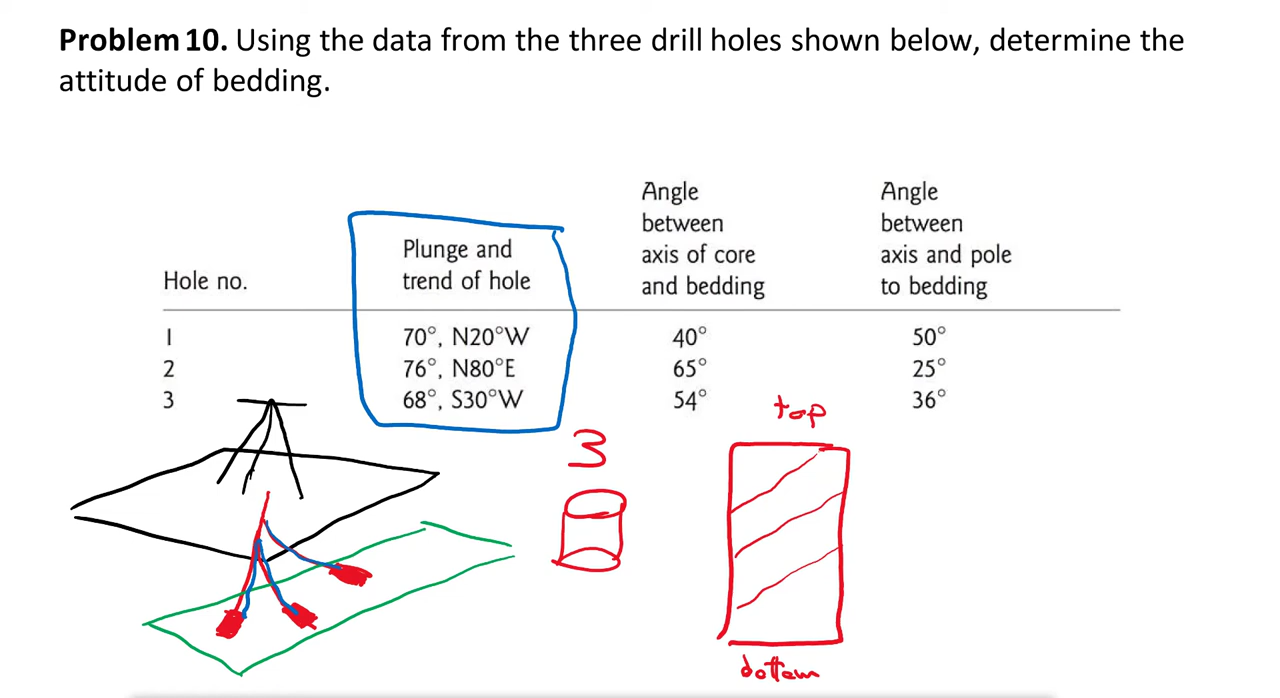 Problem 10. Using the data from the three drill holes shown below, determine the
attitude of bedding.
Hole no.
Plunge and
trend of hole
Angle
between
axis of core
and bedding
Angle
between
axis and pole
to bedding
1 70°, N20°W 40° 50°
2 76°, N80°E 65° 25°
3 68°, S30°W 54° 36°
3
top
bottom